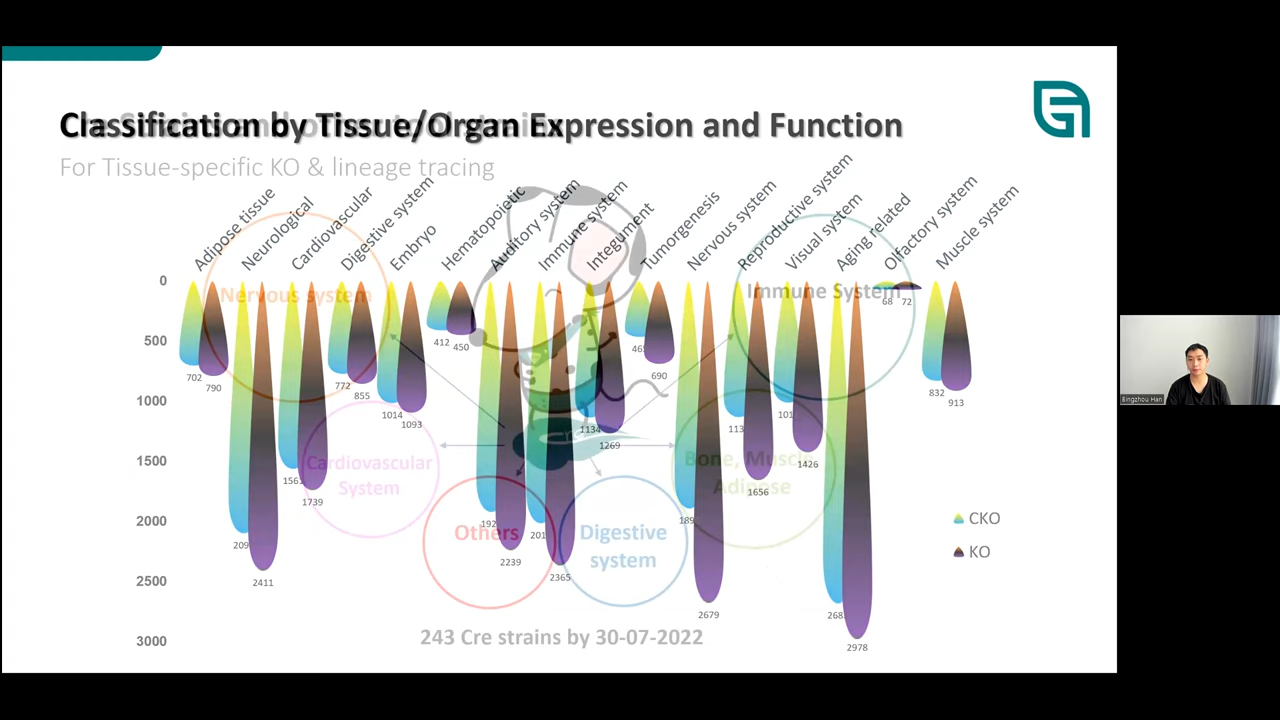 Classification by Tissue/Organ Expression and Function
For Tissue-specific KO & lineage tracing
Adipose tissue
Neurological
Cardiovascular
Digestive system
Embryo
Hematopoietic
Auditory system
Immune system
Integument
Tumorgenesis
Nervous system
Reproductive system
Visual system
Aging related
Olfactory system
Muscle system
0
500
1000
1500
2000
2500
3000
702
790
2411
1739
772
855
1014
1093
412
450
2239
2365
1134
1269
690
2679
1656
1426
2978
68
72
832
913
Nervous system
Immune System
Cardiovascular
System
Bone, Muscle,
Adipose
Others
Digestive
system
CKO
KO
243 Cre strains by 30-07-2022
Bingzhou Han